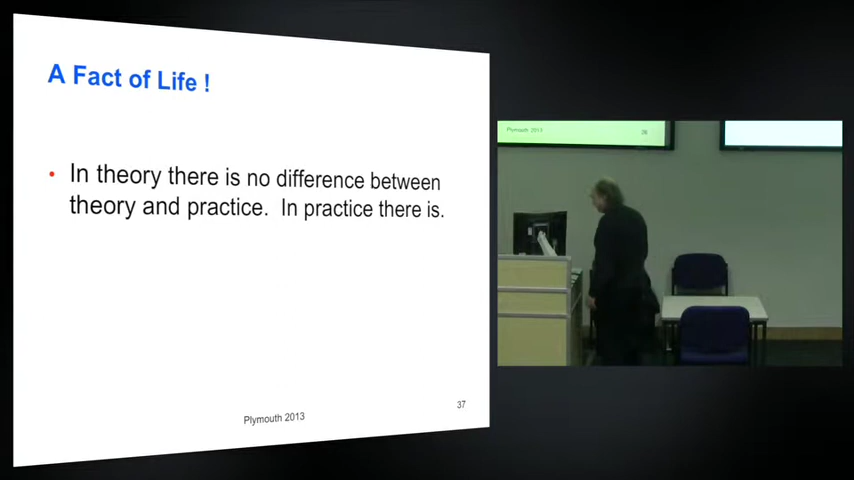 A Fact of Life !
• In theory there is no difference between
theory and practice. In practice there is.
Plymouth 2013
37
Plymouth 2013
36